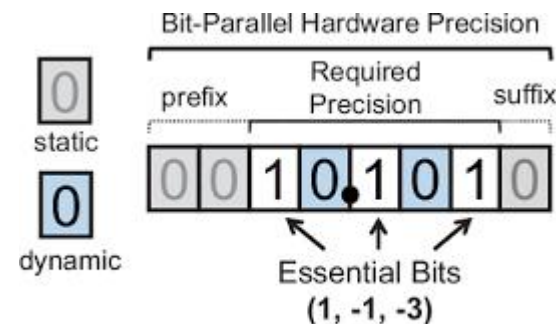 Bit-Parallel Hardware Precision
Required
Precision
prefix
suffix
0
static
0 0 1 0 1 0 1 0
0
dynamic
Essential Bits
(1, -1, -3)